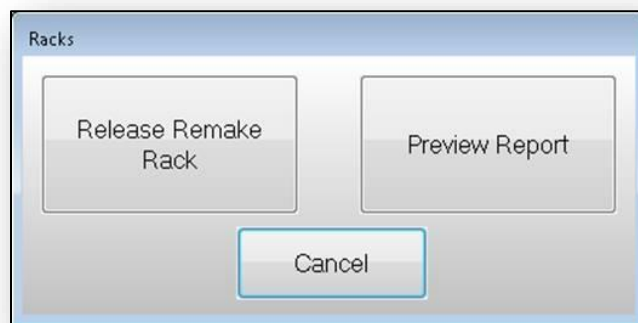 Racks
Release Remake
Rack
Preview Report
Cancel